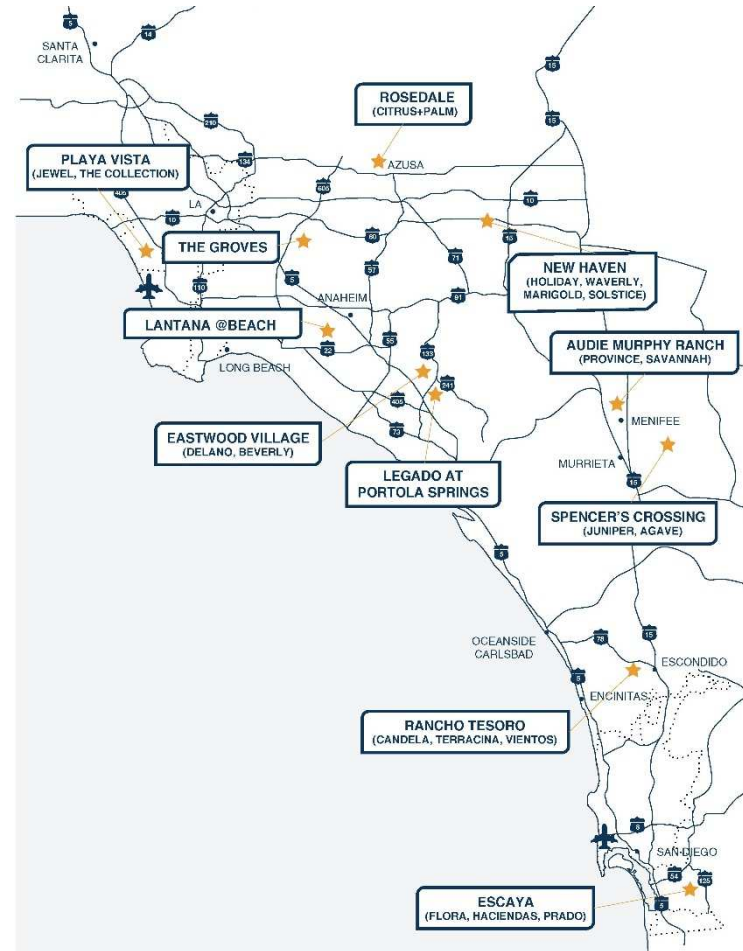 5
14
SANTA
CLARITA
15
ROSEDALE
(CITRUS+PALM)
15
210
PLAYA VISTA
(JEWEL, THE COLLECTION)
134
AZUSA
405
605
10
LA
10
THE GROVES
60
15
5
57
71
NEW HAVEN
(HOLIDAY, WAVERLY,
MARIGOLD, SOLSTICE)
110
ANAHEIM
91
LANTANA @BEACH
55
22
133
AUDIE MURPHY RANCH
(PROVINCE, SAVANNAH)
LONG BEACH
241
405
73
MENIFEE
EASTWOOD VILLAGE
(DELANO, BEVERLY)
LEGADO AT
PORTOLA SPRINGS
MURRIETA
15
SPENCER'S CROSSING
(JUNIPER, AGAVE)
5
OCEANSIDE
CARLSBAD
78
15
ESCONDIDO
5
ENCINITAS
RANCHO TESORO
(CANDELA, TERRACINA, VIENTOS)
8
SAN DIEGO
54
125
ESCAYA
(FLORA, HACIENDAS, PRADO)
5